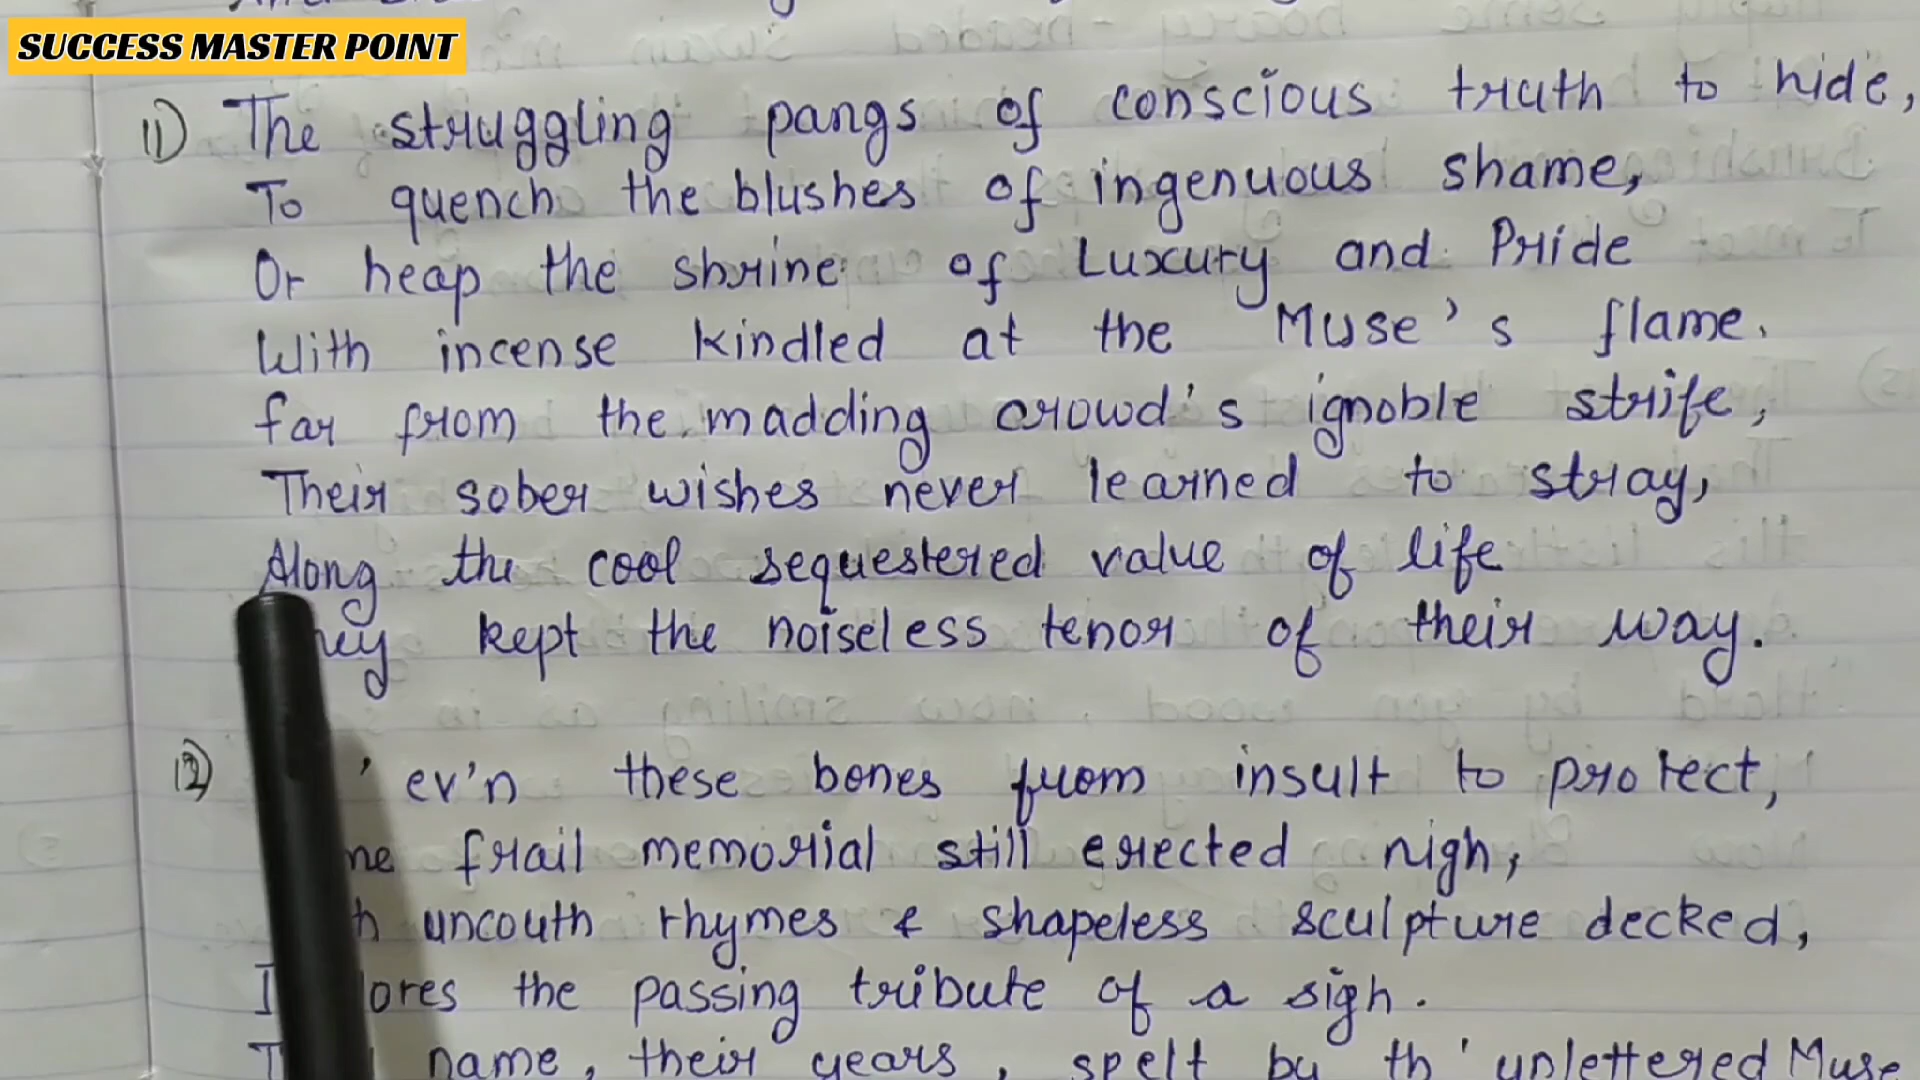 SUCCESS MASTER POINT
11) The struggling pangs of conscious truth to hide,
To quench the blushes of ingenuous shame,
Or heap the shrine of Luxury and Pride
With incense kindled at the Muse's flame.
far from the madding crowd's ignoble strife,
Their sober wishes never learned to stray,
Along the cool sequestered value of life
hey kept the noiseless tenor of their way.
12) ' ev'n these bones from insult to protect,
me frail memorial still erected nigh,
h uncouth rhymes & shapeless sculpture decked,
I lores the passing tribute of a sigh.
T name, their years, spelt by th' unlettered Muse